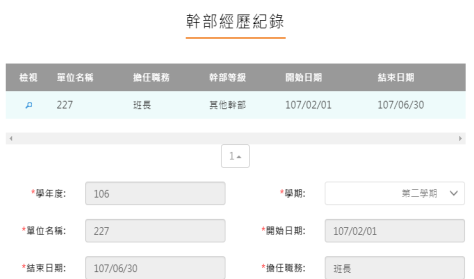 幹部經歷紀錄
檢視 單位名稱 擔任職務 幹部等級 開始日期 結束日期
227 班長 其他幹部 107/02/01 107/06/30
1
*學年度: 106 *學期: 第二學期
*單位名稱: 227 *開始日期: 107/02/01
*結束日期: 107/06/30 *擔任職務: 班長